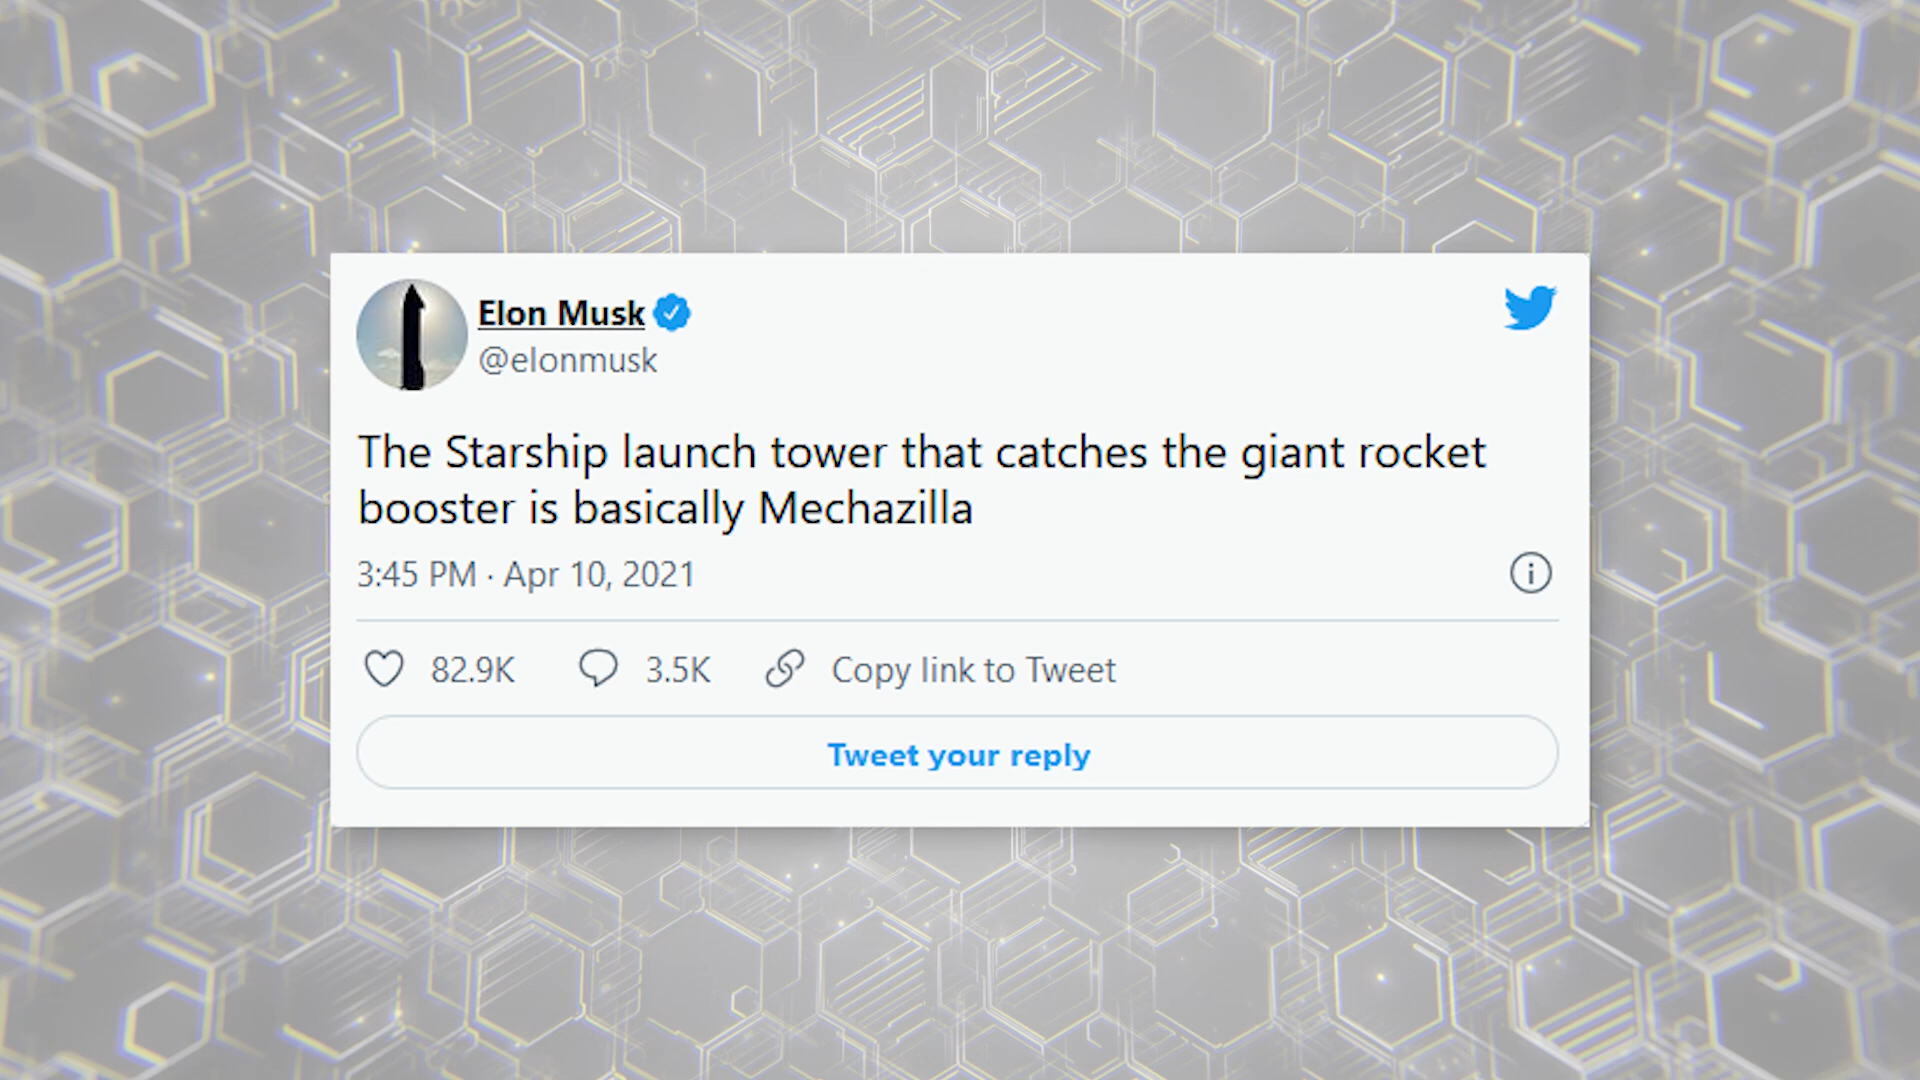 Elon Musk
@elonmusk
The Starship launch tower that catches the giant rocket
booster is basically Mechazilla
3:45 PM · Apr 10, 2021
82.9K 3.5K Copy link to Tweet
Tweet your reply